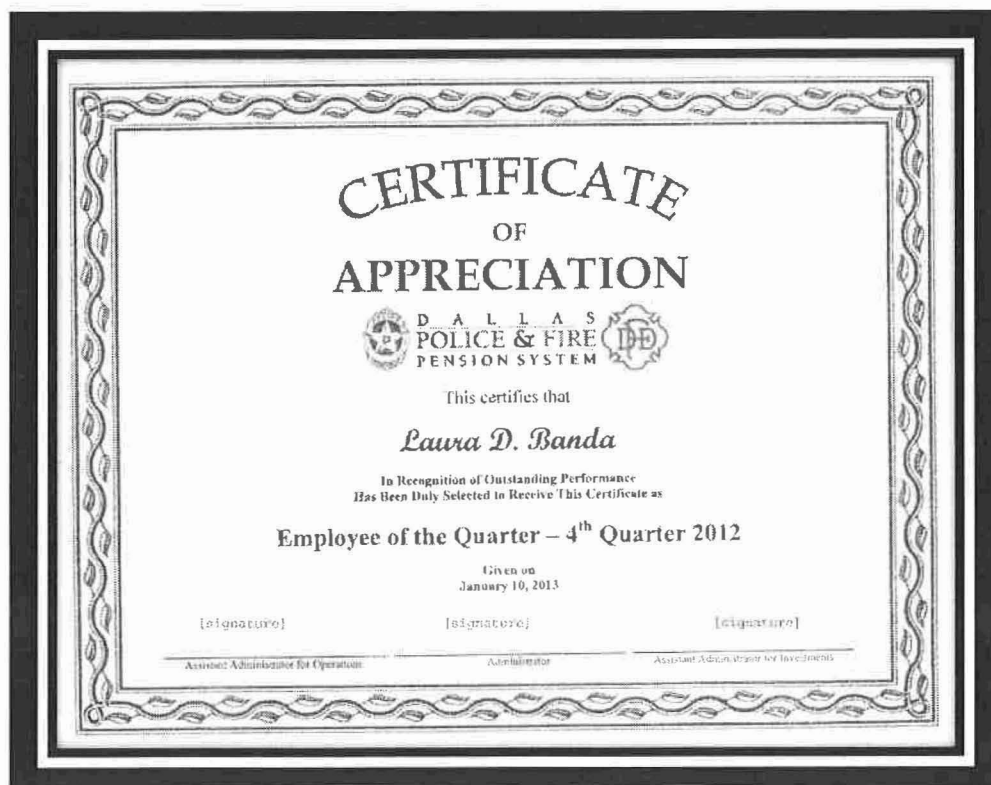 CERTIFICATE
OF
APPRECIATION
DALLAS
POLICE & FIRE
PENSION SYSTEM
DFD
This certifies that
Laura D. Banda
In Recognition of Outstanding Performance
Has Been Duly Selected to Receive This Certificate as
Employee of the Quarter – 4th Quarter 2012
Given on
January 10, 2013
[signature] [signature] [signature]
Assistant Administrator for Operations Administrator Assistant Administrator for Investments